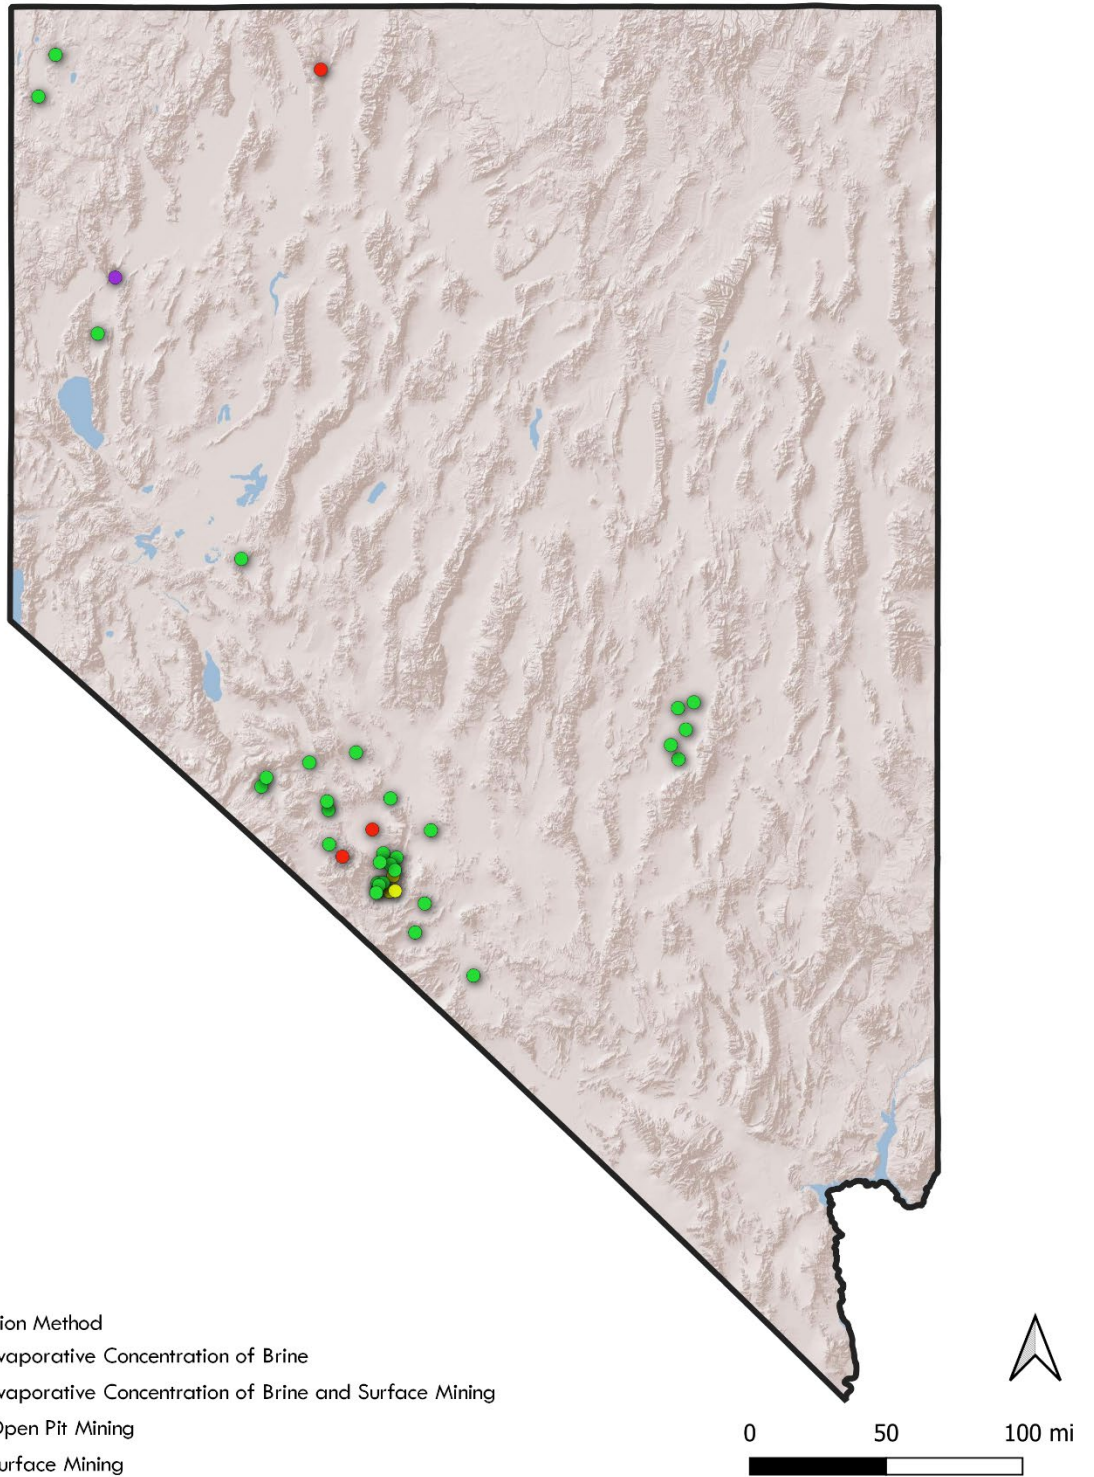 ion Method
vaporative Concentration of Brine
vaporative Concentration of Brine and Surface Mining
Open Pit Mining
urface Mining
0 50 100 mi